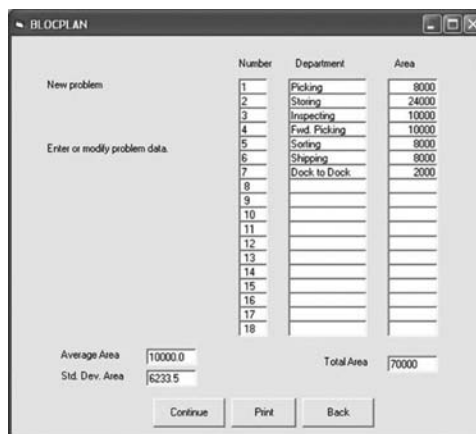 BLOCPLAN
Number Department Area
New problem
1 Picking 8000
2 Storing 24000
3 Inspecting 10000
4 Fwd. Picking 10000
Enter or modify problem data.
5 Sorting 8000
6 Shipping 8000
7 Dock to Dock 2000
8
9
10
11
12
13
14
15
16
17
18
Average Area 10000.0
Total Area 70000
Std. Dev. Area 6233.5
Continue Print Back